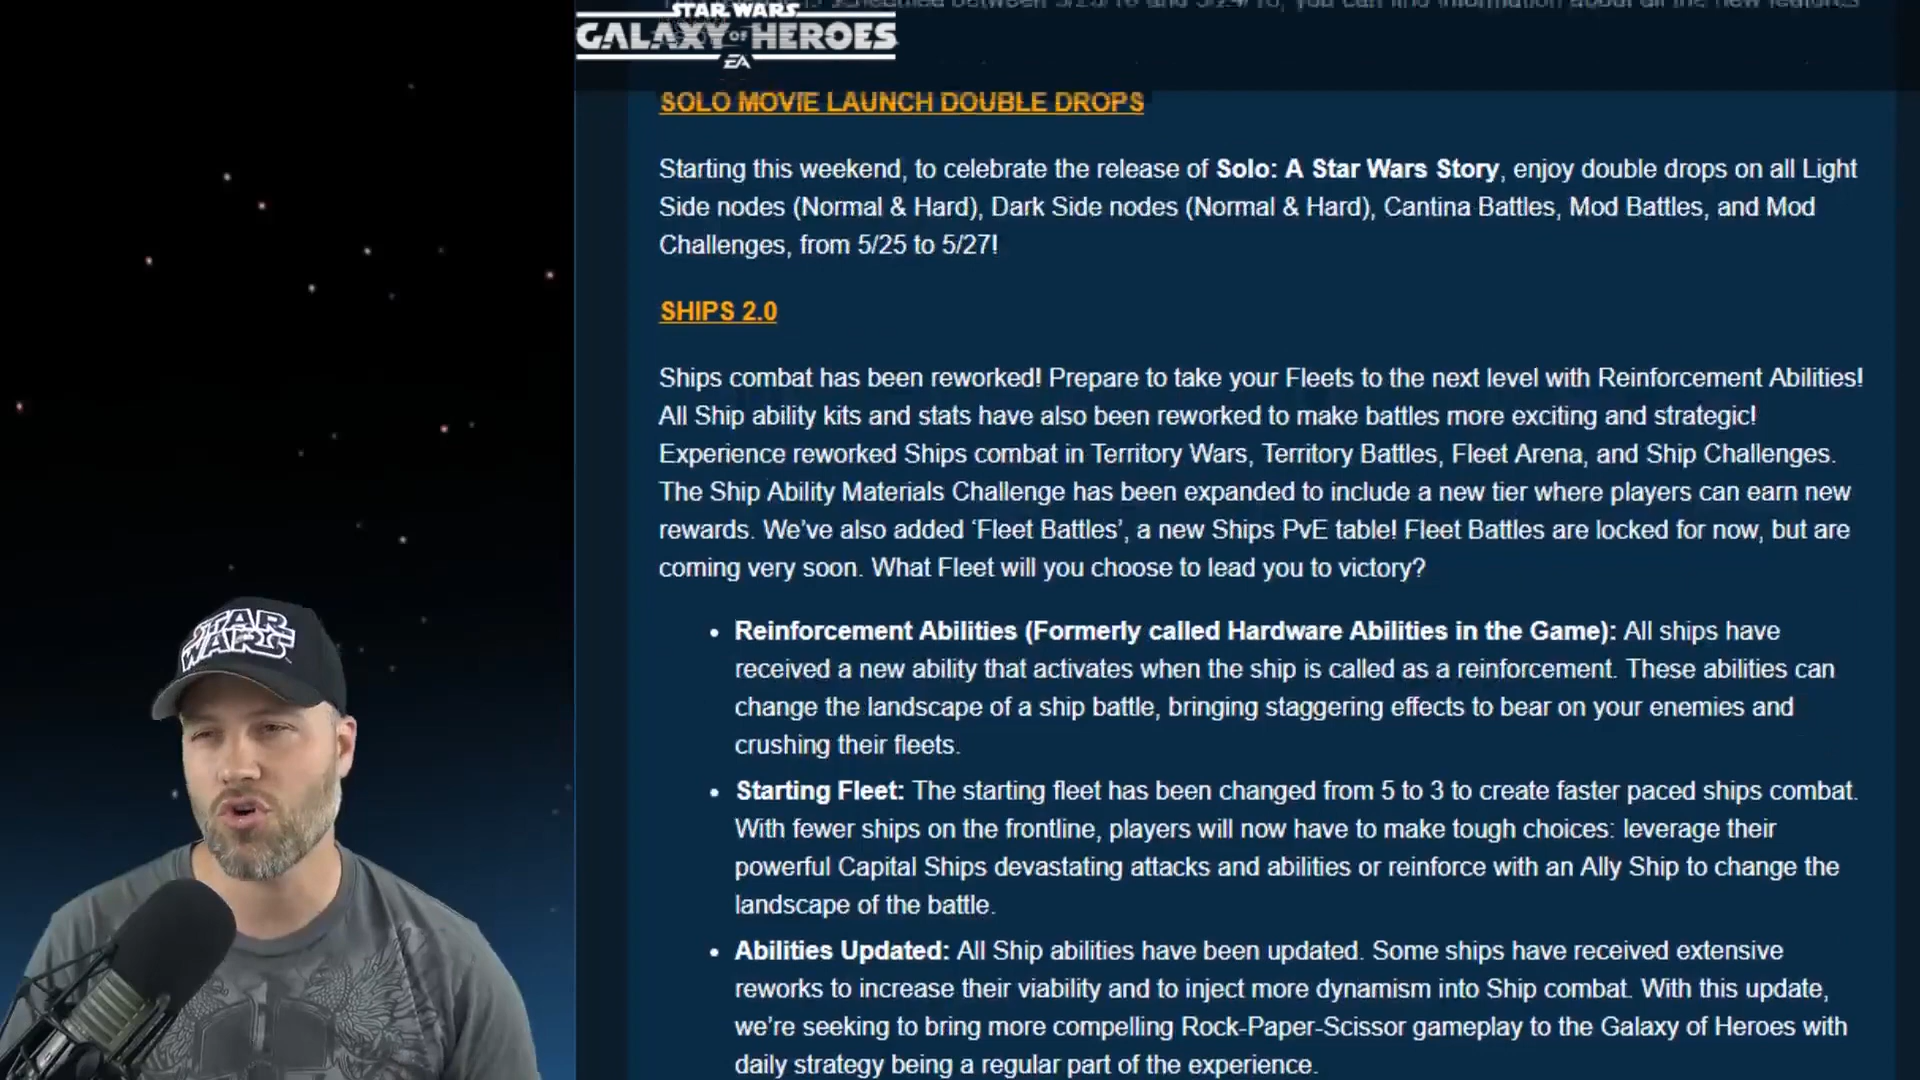 STAR WARS
GALAXY OF HEROES
EA
SOLO MOVIE LAUNCH DOUBLE DROPS
Starting this weekend, to celebrate the release of Solo: A Star Wars Story, enjoy double drops on all Light
Side nodes (Normal & Hard), Dark Side nodes (Normal & Hard), Cantina Battles, Mod Battles, and Mod
Challenges, from 5/25 to 5/27!
SHIPS 2.0
Ships combat has been reworked! Prepare to take your Fleets to the next level with Reinforcement Abilities!
All Ship ability kits and stats have also been reworked to make battles more exciting and strategic!
Experience reworked Ships combat in Territory Wars, Territory Battles, Fleet Arena, and Ship Challenges.
The Ship Ability Materials Challenge has been expanded to include a new tier where players can earn new
rewards. We’ve also added ‘Fleet Battles’, a new Ships PvE table! Fleet Battles are locked for now, but are
coming very soon. What Fleet will you choose to lead you to victory?
• Reinforcement Abilities (Formerly called Hardware Abilities in the Game): All ships have
received a new ability that activates when the ship is called as a reinforcement. These abilities can
change the landscape of a ship battle, bringing staggering effects to bear on your enemies and
crushing their fleets.
• Starting Fleet: The starting fleet has been changed from 5 to 3 to create faster paced ships combat.
With fewer ships on the frontline, players will now have to make tough choices: leverage their
powerful Capital Ships devastating attacks and abilities or reinforce with an Ally Ship to change the
landscape of the battle.
• Abilities Updated: All Ship abilities have been updated. Some ships have received extensive
reworks to increase their viability and to inject more dynamism into Ship combat. With this update,
we’re seeking to bring more compelling Rock-Paper-Scissor gameplay to the Galaxy of Heroes with
daily strategy being a regular part of the experience.
STAR
WARS